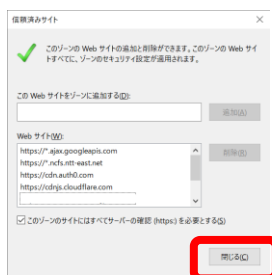 信頼済みサイト
このゾーンの Web サイトの追加と削除ができます。このゾーンの Web サイ
トすべてに、ゾーンのセキュリティ設定が適用されます。
この Web サイトをゾーンに追加する(D):
追加(A)
Web サイト(W):
https://*.ajax.googleapis.com
https://*.ncfs.ntt-east.net
https://cdn.auth0.com
https://cdnjs.cloudflare.com
削除(R)
このゾーンのサイトにはすべてサーバーの確認 (https:) を必要とする(S)
閉じる(C)